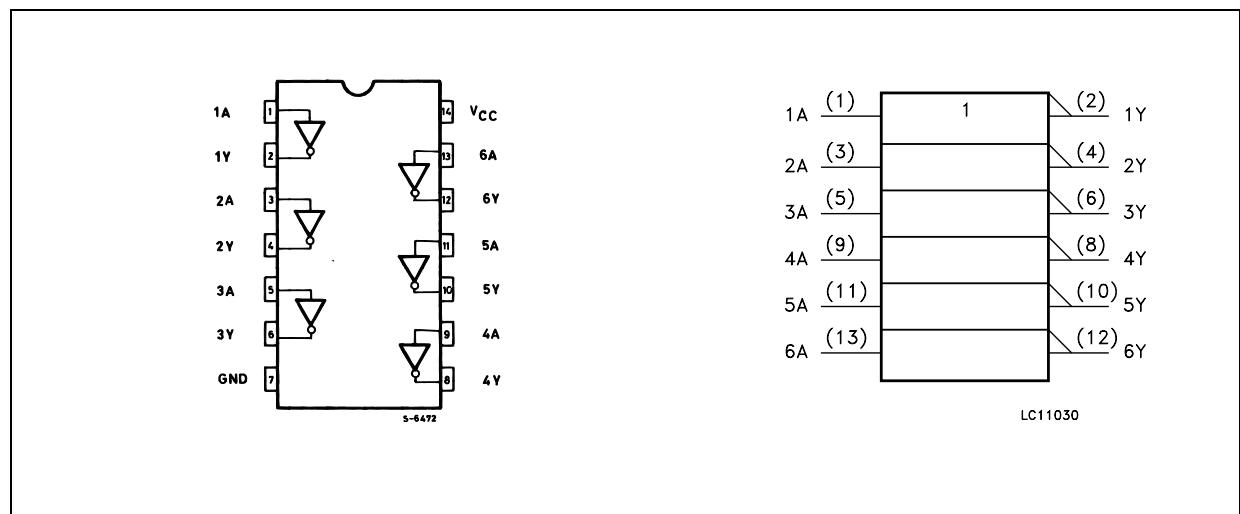 1A 1 14 VCC
1Y 2 13 6A
2A 3 12 6Y
2Y 4 11 5A
3A 5 10 5Y
3Y 6 9 4A
GND 7 8 4Y
S-6472
1A (1) 1 (2) 1Y
2A (3) (4) 2Y
3A (5) (6) 3Y
4A (9) (8) 4Y
5A (11) (10) 5Y
6A (13) (12) 6Y
LC11030